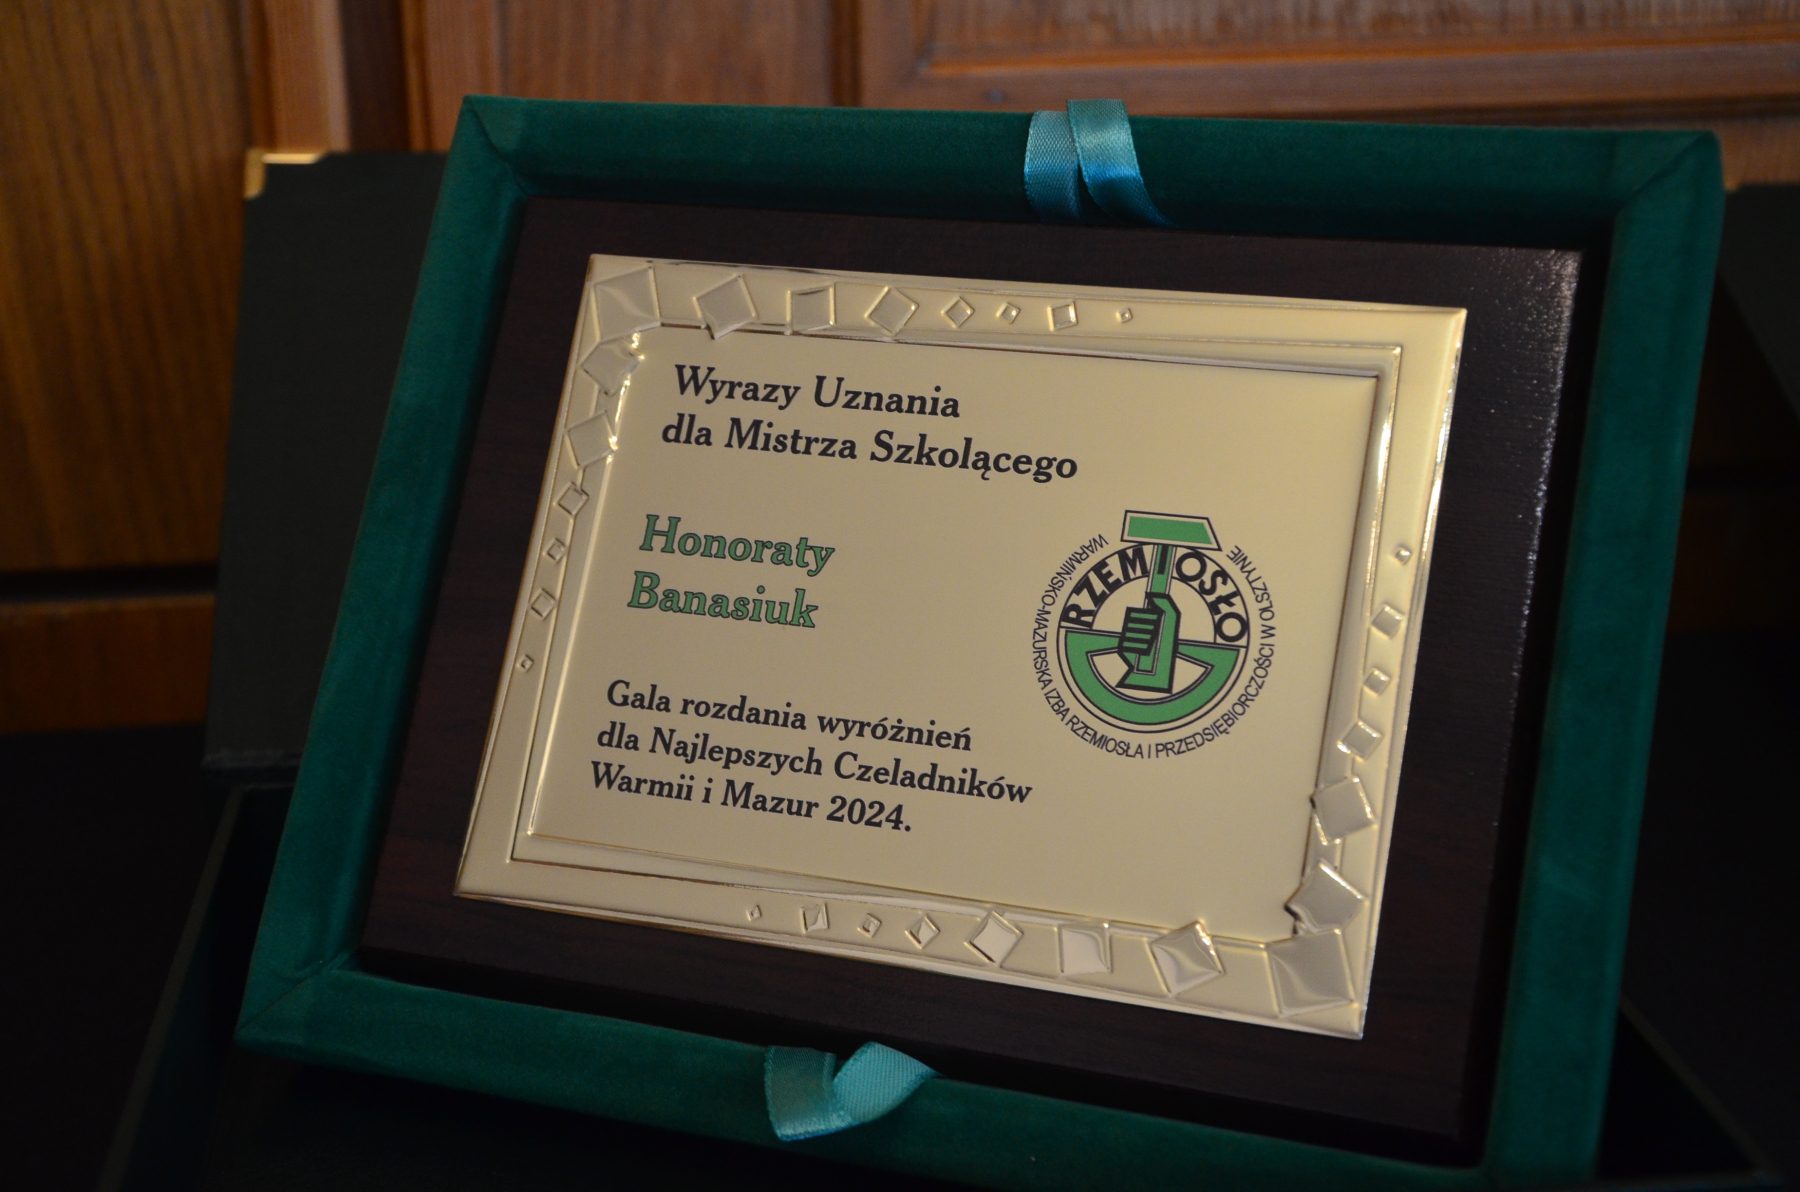 Wyrazy Uznania
dla Mistrza Szkolącego
Honoraty
Banasiuk
RZEMIOSŁO
WARMIŃSKO-MAZURSKA IZBA RZEMIOSŁA I PRZEDSIĘBIORCZOŚCI W OLSZTYNIE
Gala rozdania wyróżnień
dla Najlepszych Czeladników
Warmii i Mazur 2024.